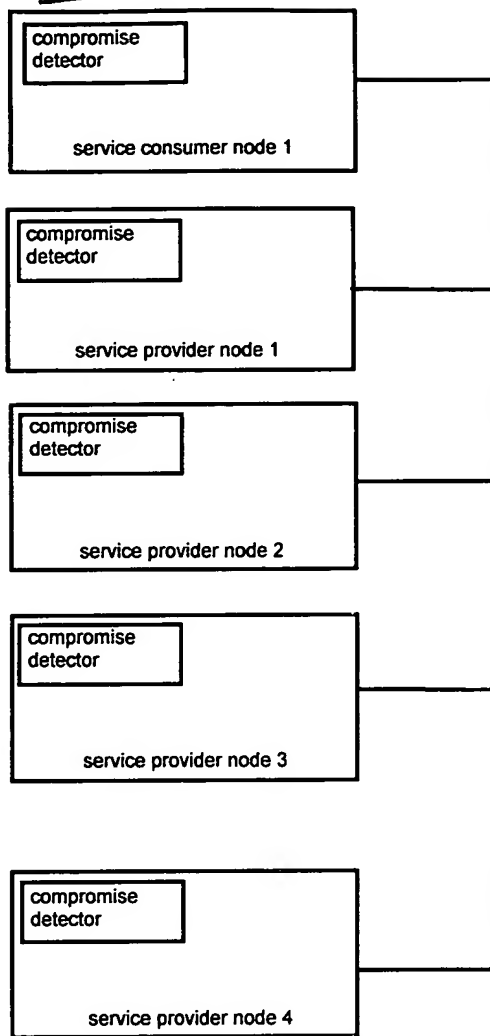 compromise
detector
service consumer node 1
compromise
detector
service provider node 1
compromise
detector
service provider node 2
compromise
detector
service provider node 3
compromise
detector
service provider node 4